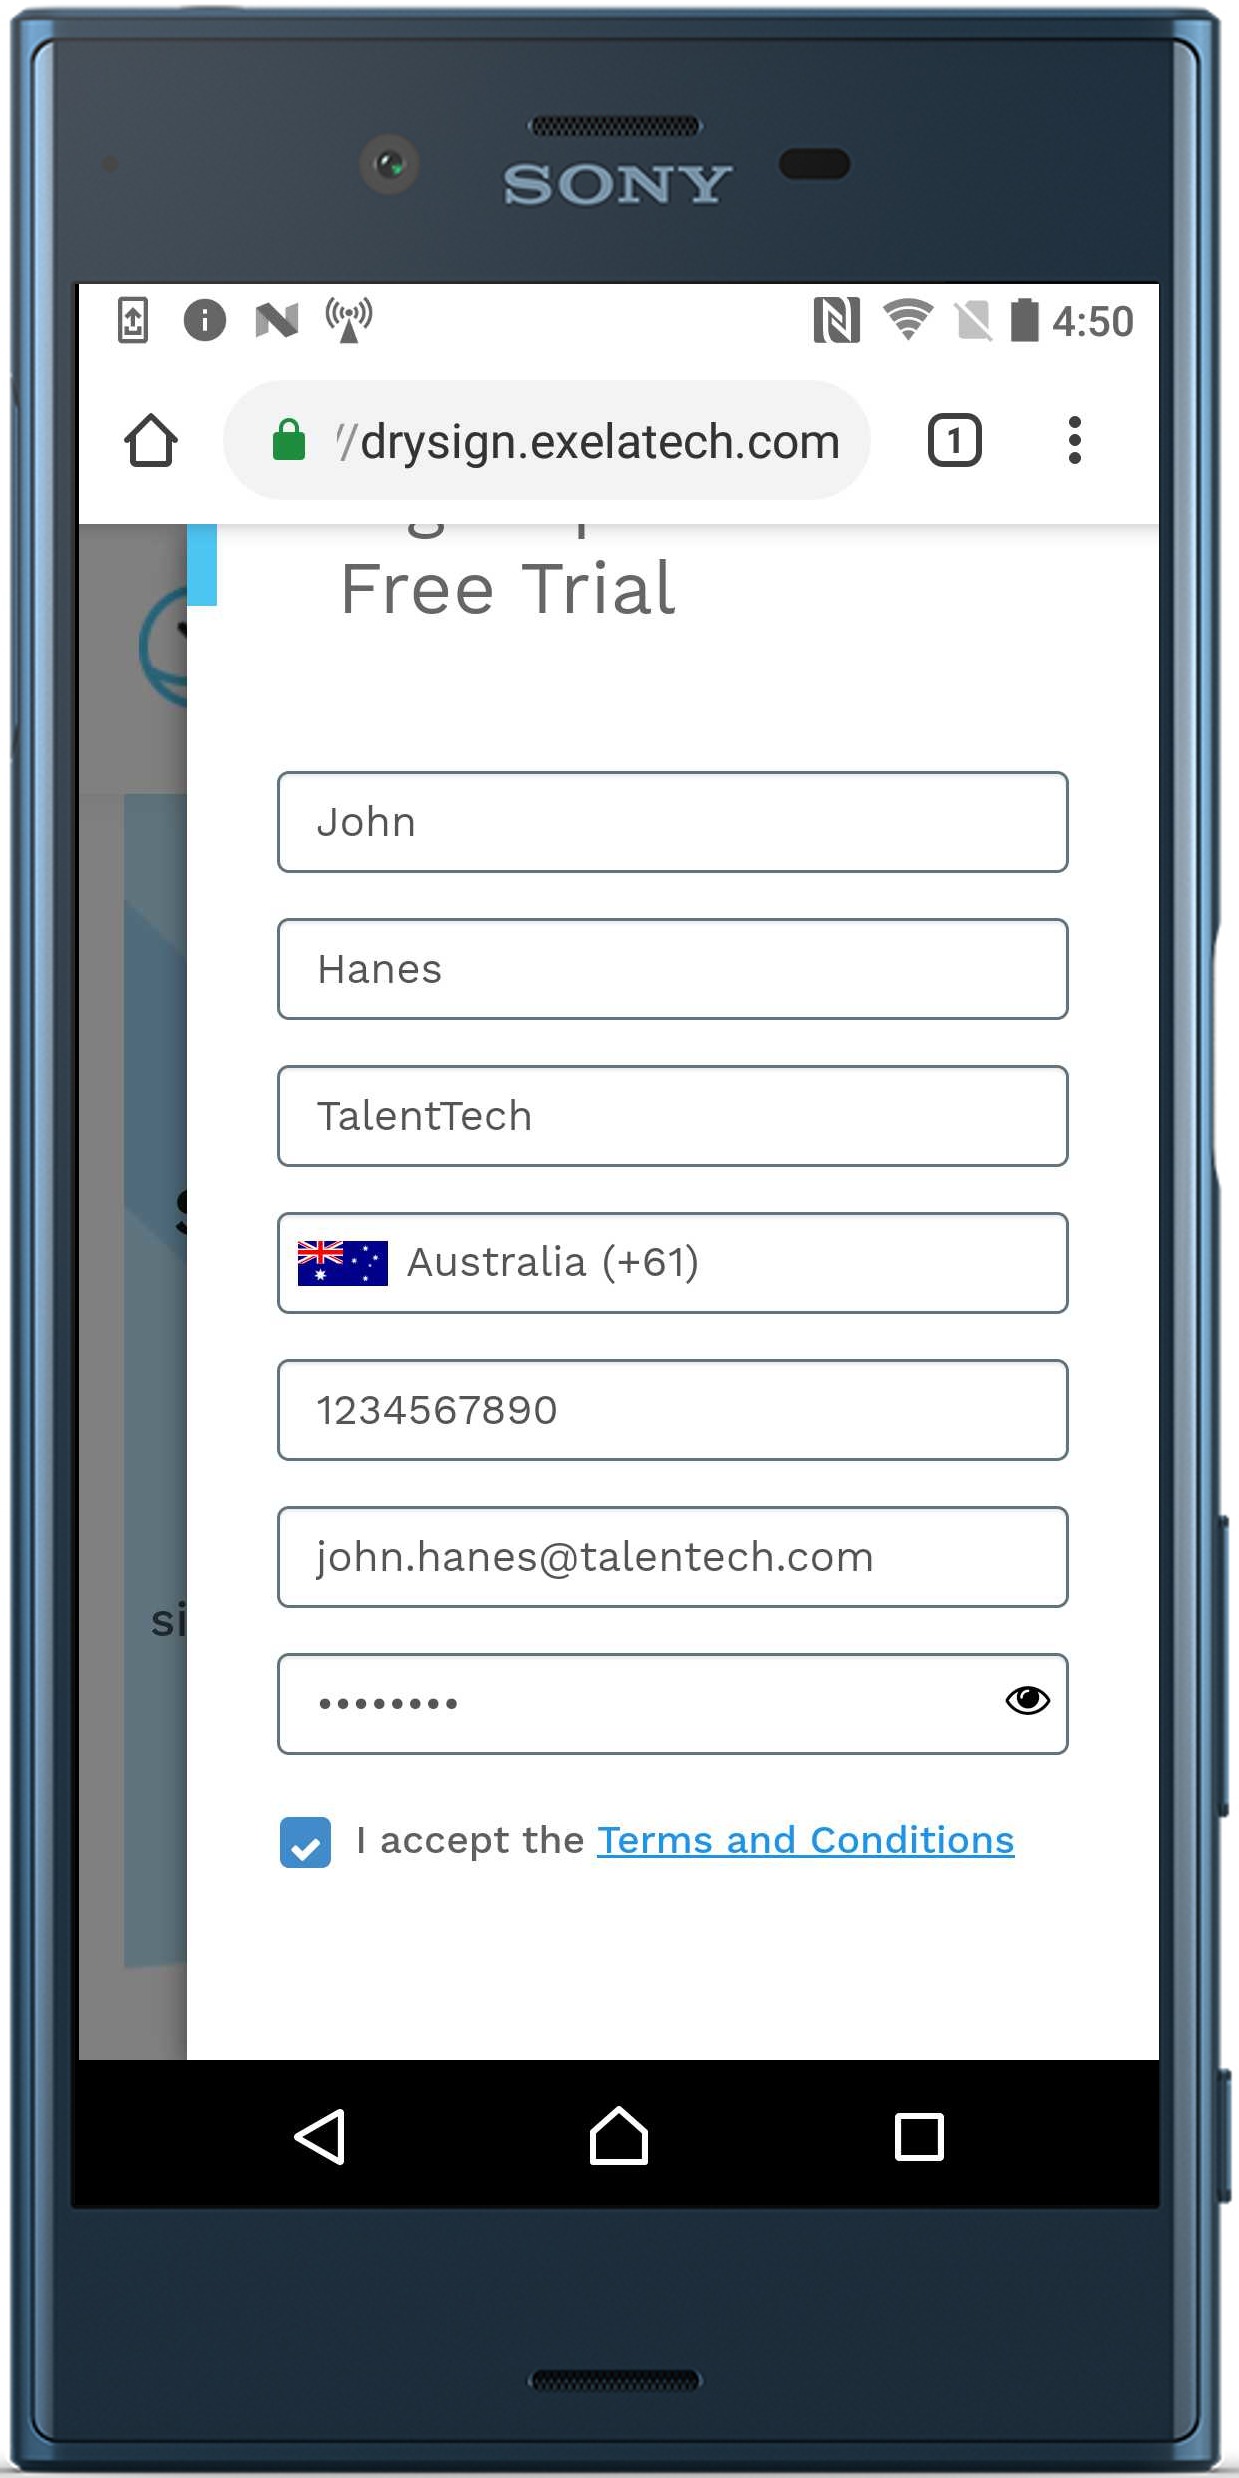 SONY
4:50
//drysign.exelatech.com
1
Free Trial
John
Hanes
TalentTech
Australia (+61)
1234567890
john.hanes@talentech.com
••••••••
I accept the Terms and Conditions
si